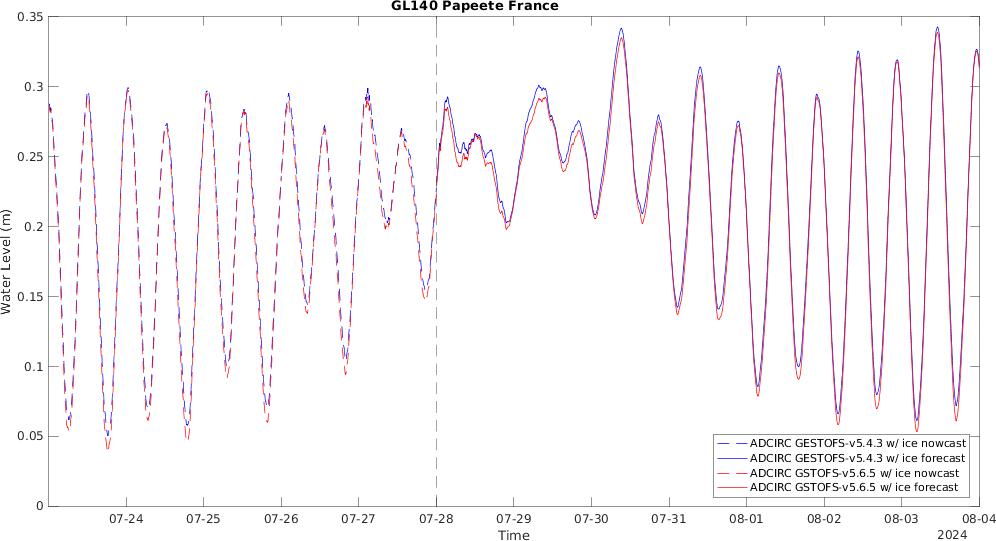 GL140 Papeete France
0.35
0.3
0.25
0.2
0.15
0.1
0.05
0
Water Level (m)
ADCIRC GESTOFS-v5.4.3 w/ ice nowcast
ADCIRC GESTOFS-v5.4.3 w/ ice forecast
ADCIRC GSTOFS-v5.6.5 w/ ice nowcast
ADCIRC GSTOFS-v5.6.5 w/ ice forecast
07-24 07-25 07-26 07-27 07-28 07-29 07-30 07-31 08-01 08-02 08-03 08-04
Time
2024